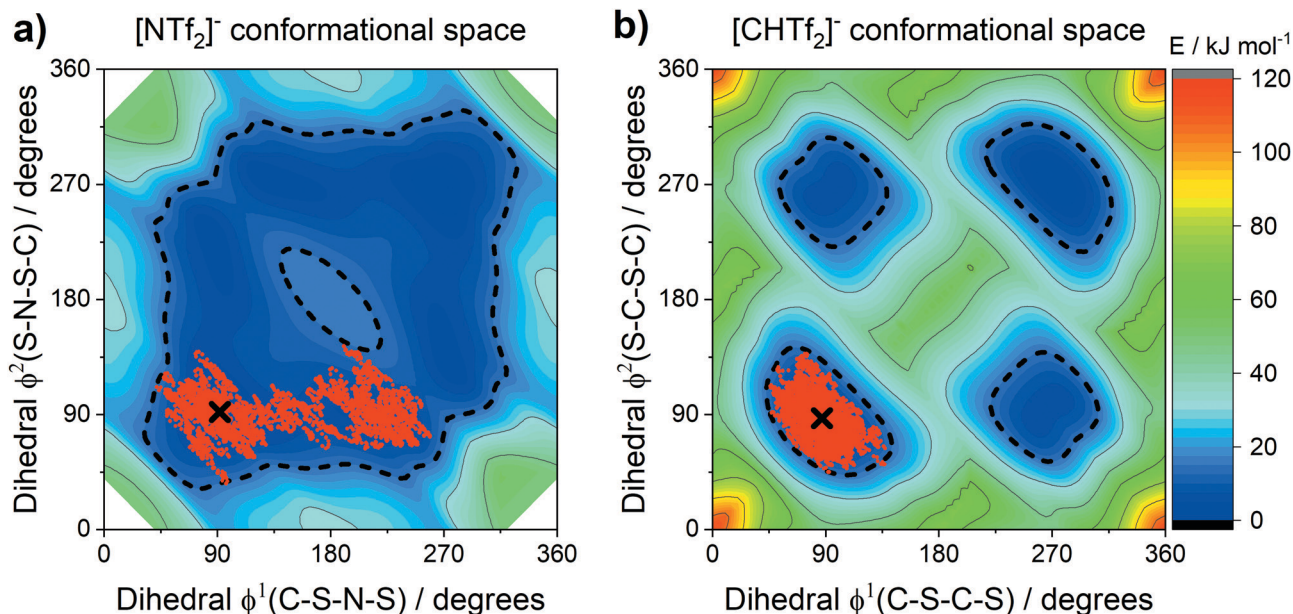 a) [NTf₂]⁻ conformational space
b) [CHTf₂]⁻ conformational space
E / kJ mol⁻¹
Dihedral ϕ²(S-N-S-C) / degrees
360
270
180
90
0
0 90 180 270 360
Dihedral ϕ¹(C-S-N-S) / degrees
Dihedral ϕ²(S-C-S-C) / degrees
360
270
180
90
0
0 90 180 270 360
Dihedral ϕ¹(C-S-C-S) / degrees
120
100
80
60
40
20
0